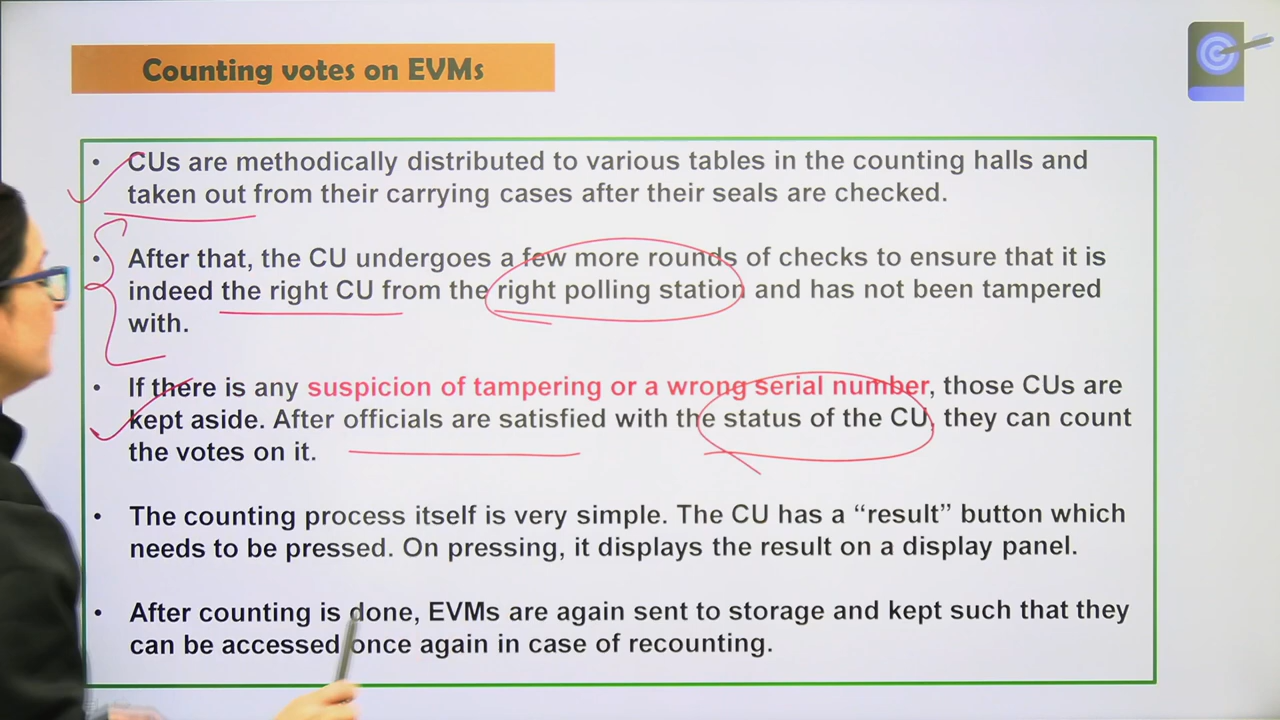 Counting votes on EVMs
• CUs are methodically distributed to various tables in the counting halls and
taken out from their carrying cases after their seals are checked.
• After that, the CU undergoes a few more rounds of checks to ensure that it is
indeed the right CU from the right polling station and has not been tampered
with.
• If there is any suspicion of tampering or a wrong serial number, those CUs are
kept aside. After officials are satisfied with the status of the CU, they can count
the votes on it.
• The counting process itself is very simple. The CU has a “result” button which
needs to be pressed. On pressing, it displays the result on a display panel.
• After counting is done, EVMs are again sent to storage and kept such that they
can be accessed once again in case of recounting.